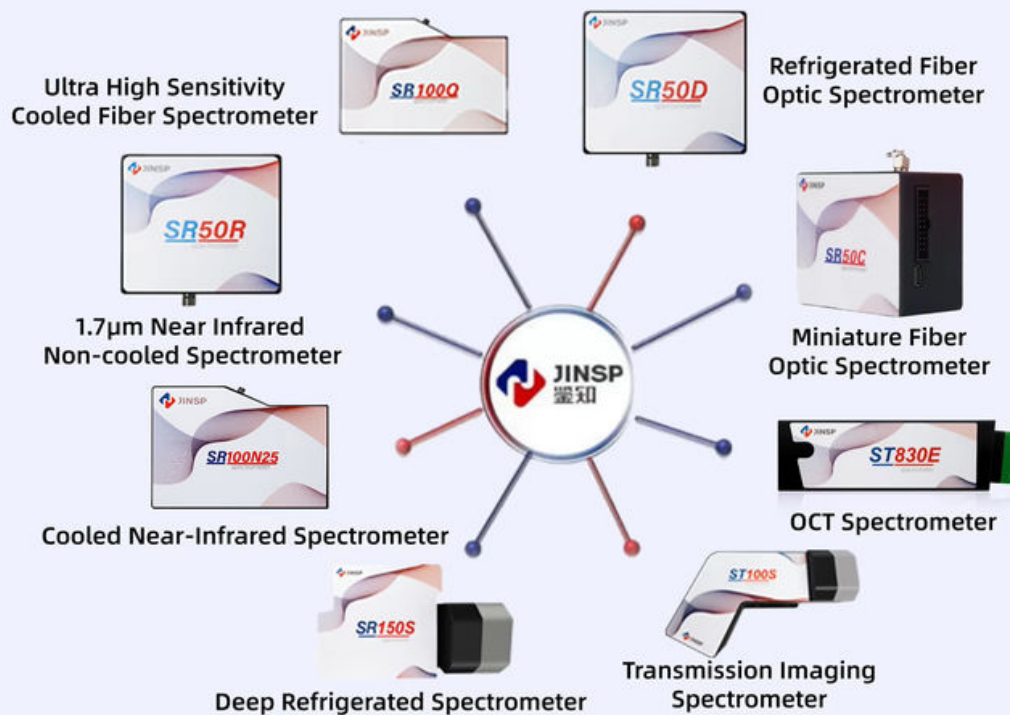 JINSP
SR100Q
Ultra High Sensitivity
Cooled Fiber Spectrometer
SR50D
Refrigerated Fiber
Optic Spectrometer
JINSP
SR50R
1.7μm Near Infrared
Non-cooled Spectrometer
JINSP
SR50C
Miniature Fiber
Optic Spectrometer
JINSP
鉴知
JINSP
SR100N25
Cooled Near-Infrared Spectrometer
JINSP
ST830E
OCT Spectrometer
JINSP
SR150S
Deep Refrigerated Spectrometer
ST100S
JINSP
Transmission Imaging
Spectrometer